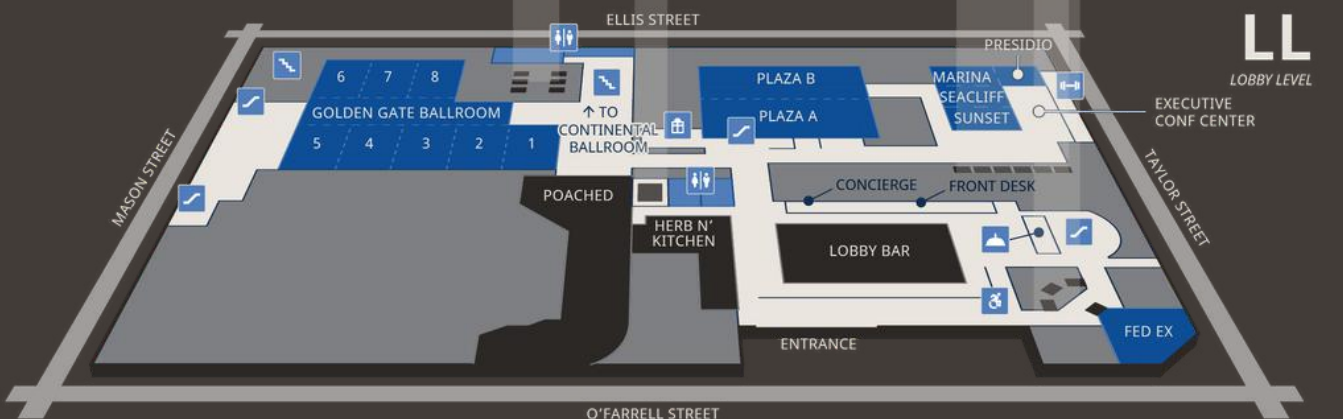 ELLIS STREET
LL
LOBBY LEVEL
PRESIDIO
6
7
8
GOLDEN GATE BALLROOM
5
4
3
2
1
↑ TO
CONTINENTAL
BALLROOM
PLAZA B
PLAZA A
MARINA
SEACLIFF
SUNSET
EXECUTIVE
CONF CENTER
MASON STREET
TAYLOR STREET
POACHED
HERB N'
KITCHEN
CONCIERGE
FRONT DESK
LOBBY BAR
FED EX
ENTRANCE
O'FARRELL STREET